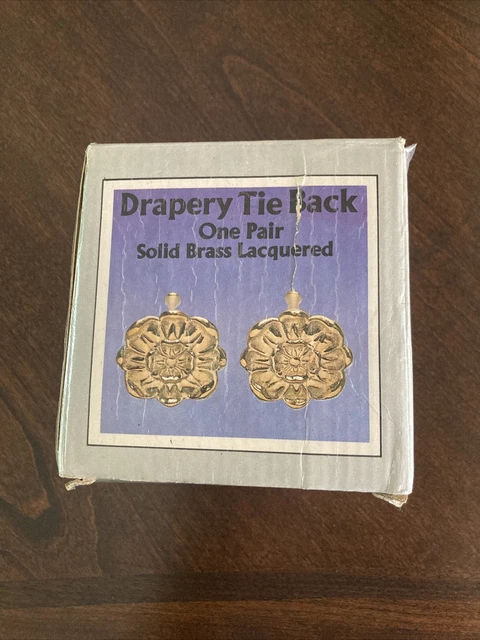 Drapery Tie Back
One Pair
Solid Brass Lacquered